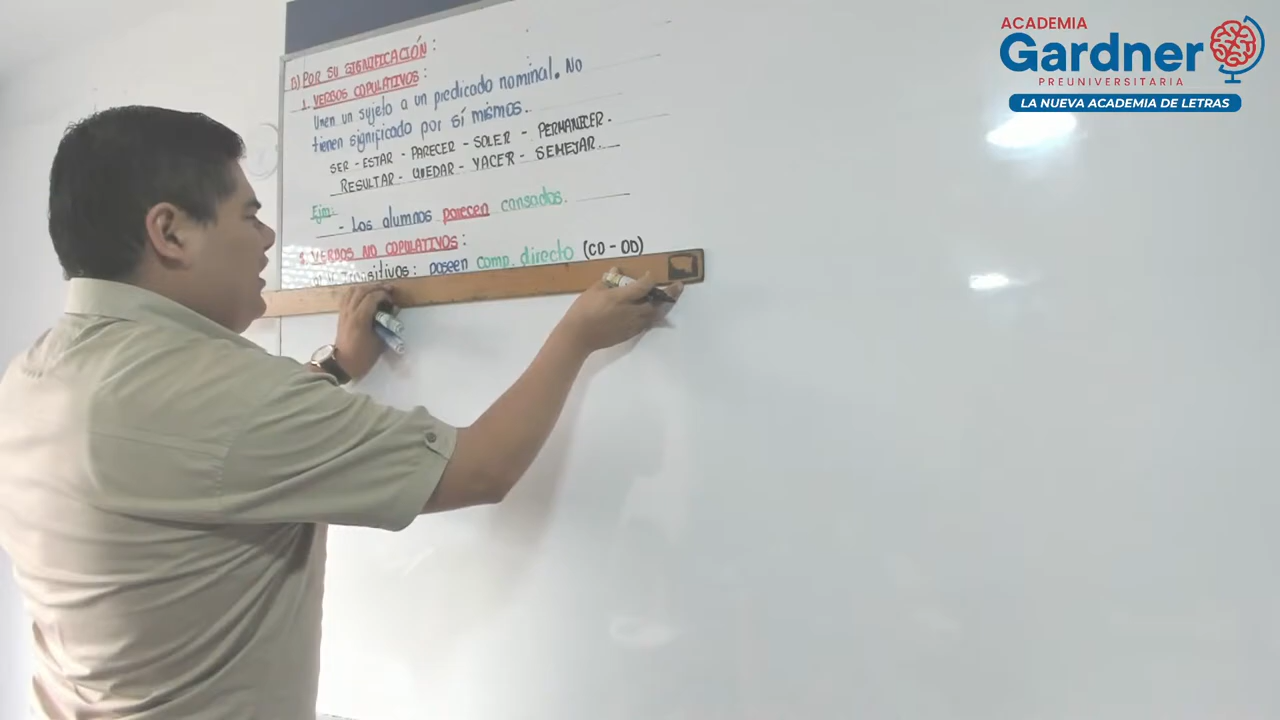 B) POR SU SIGNIFICACIÓN :
1. VERBOS COPULATIVOS :
Unen un sujeto a un predicado nominal. No
tienen significado por sí mismos.
SER - ESTAR - PARECER - SOLER - PERMANECER -
RESULTAR - QUEDAR - YACER - SEMEJAR.
Ejm:
- Los alumnos parecen cansados.
VERBOS NO COPULATIVOS :
V. Transitivos : poseen comp. directo (CD - OD)
ACADEMIA
Gardner
PREUNIVERSITARIA
LA NUEVA ACADEMIA DE LETRAS